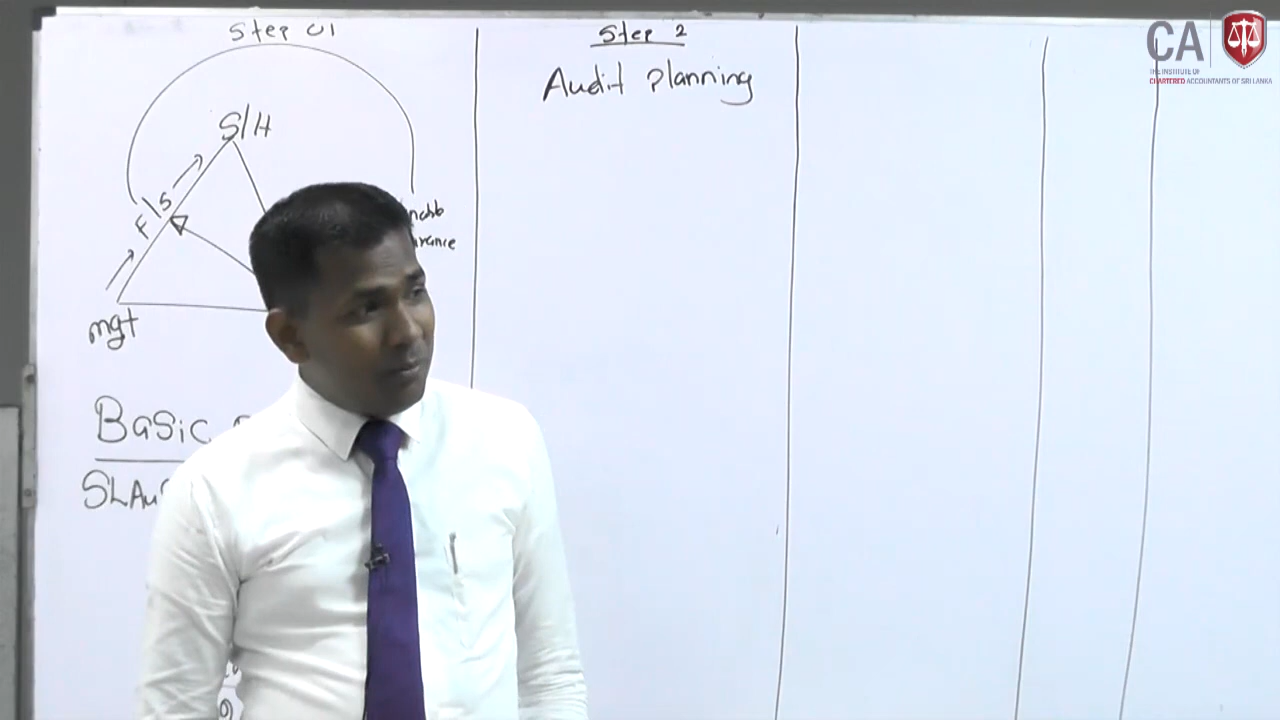 Step 01
S/H
F/S
mgt
Basic
Step 2
Audit planning
CA
THE INSTITUTE OF
CHARTERED ACCOUNTANTS OF SRI LANKA